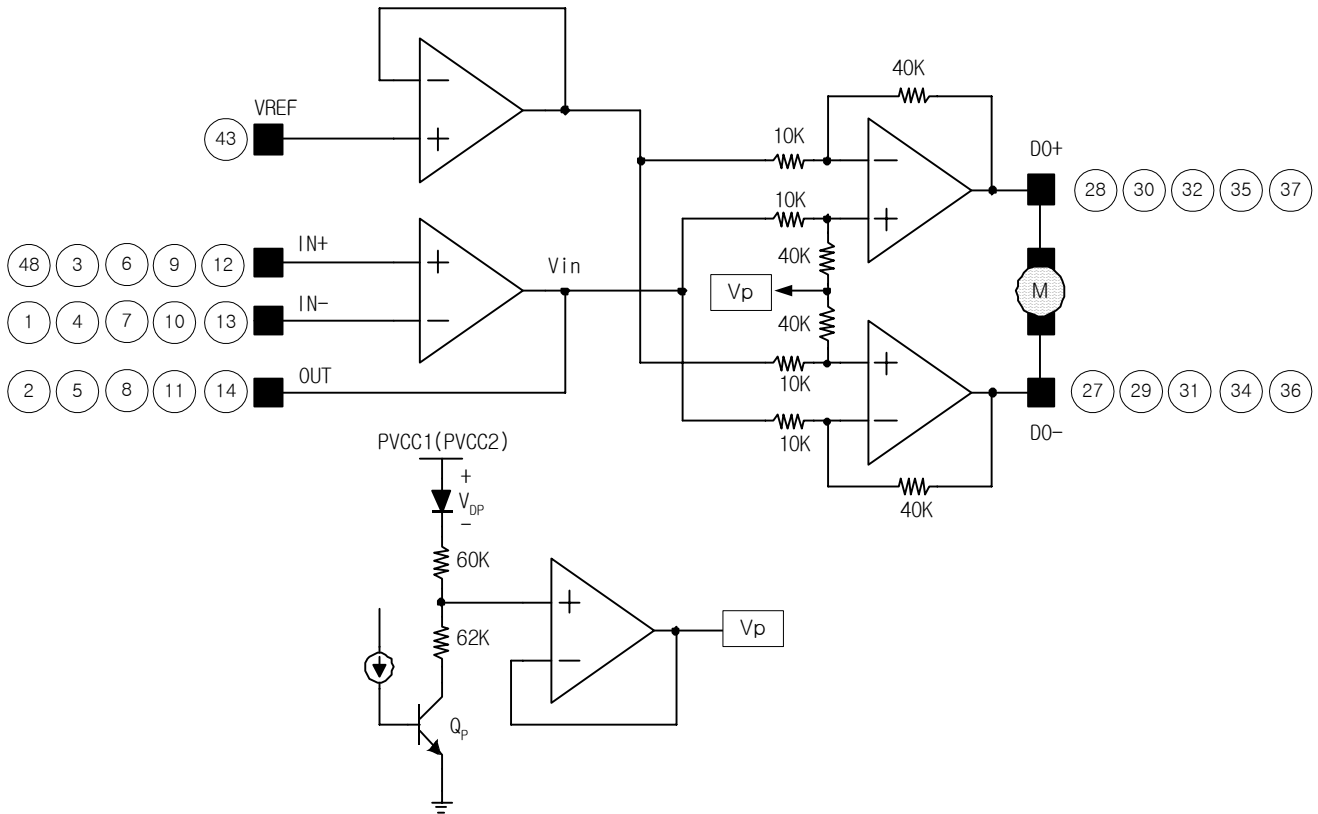 40K
VREF
43
−
+
10K
−
+
DO+
28 30 32 35 37
10K
48 3 6 9 12
IN+
+
Vin
40K
Vp
M
1 4 7 10 13
IN-
−
40K
+
−
10K
2 5 8 11 14
OUT
27 29 31 34 36
DO-
10K
40K
PVCC1(PVCC2)
+
VDP
−
60K
+
−
62K
Vp
QP